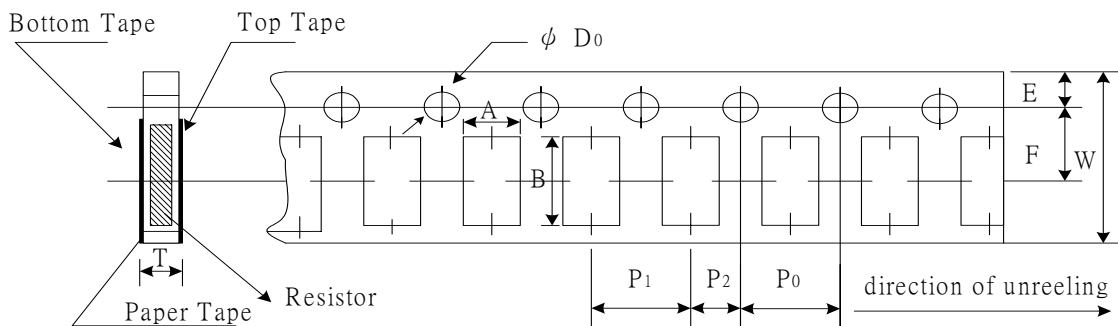 Bottom Tape
Top Tape
φ D₀
A
B
E
F
W
T
P₁
P₂
P₀
Resistor
Paper Tape
direction of unreeling